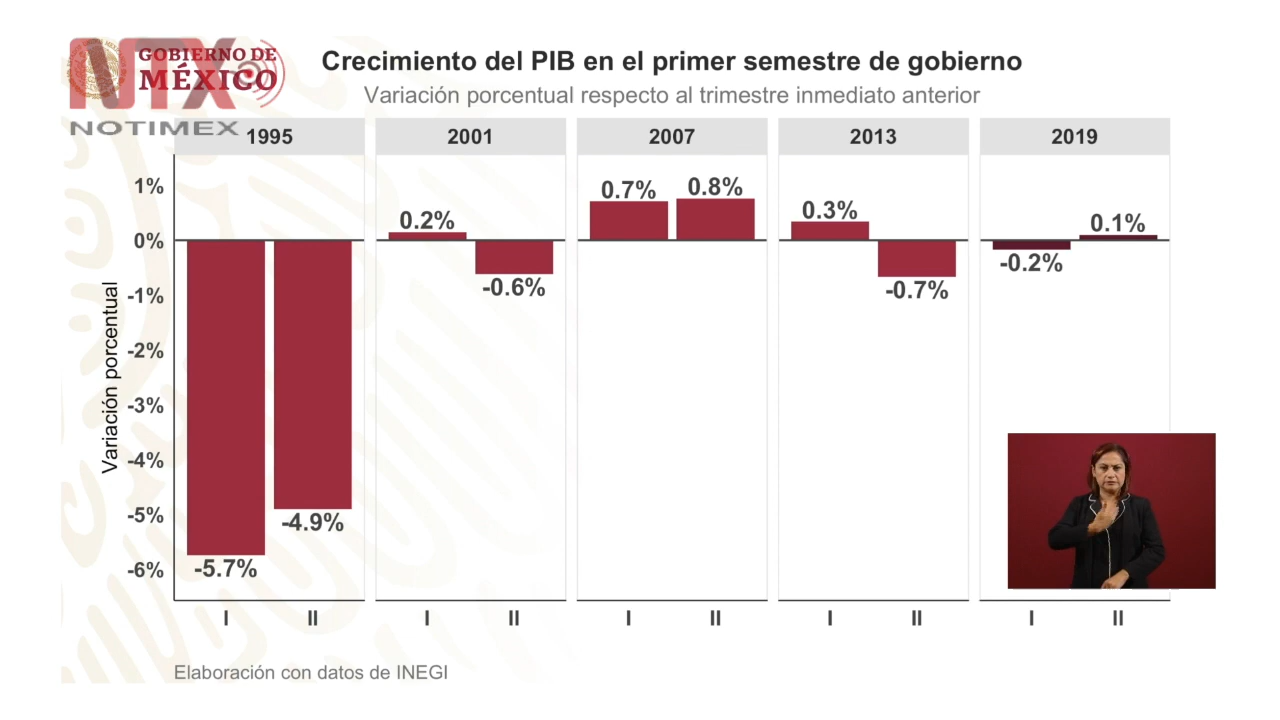 GOBIERNO DE
MÉXICO
NTX
NOTIMEX
Crecimiento del PIB en el primer semestre de gobierno
Variación porcentual respecto al trimestre inmediato anterior
1995
2001
2007
2013
2019
Variación porcentual
1%
0%
-1%
-2%
-3%
-4%
-5%
-6%
-5.7%
-4.9%
0.2%
-0.6%
0.7%
0.8%
0.3%
-0.7%
-0.2%
0.1%
I II I II I II I II I II
Elaboración con datos de INEGI